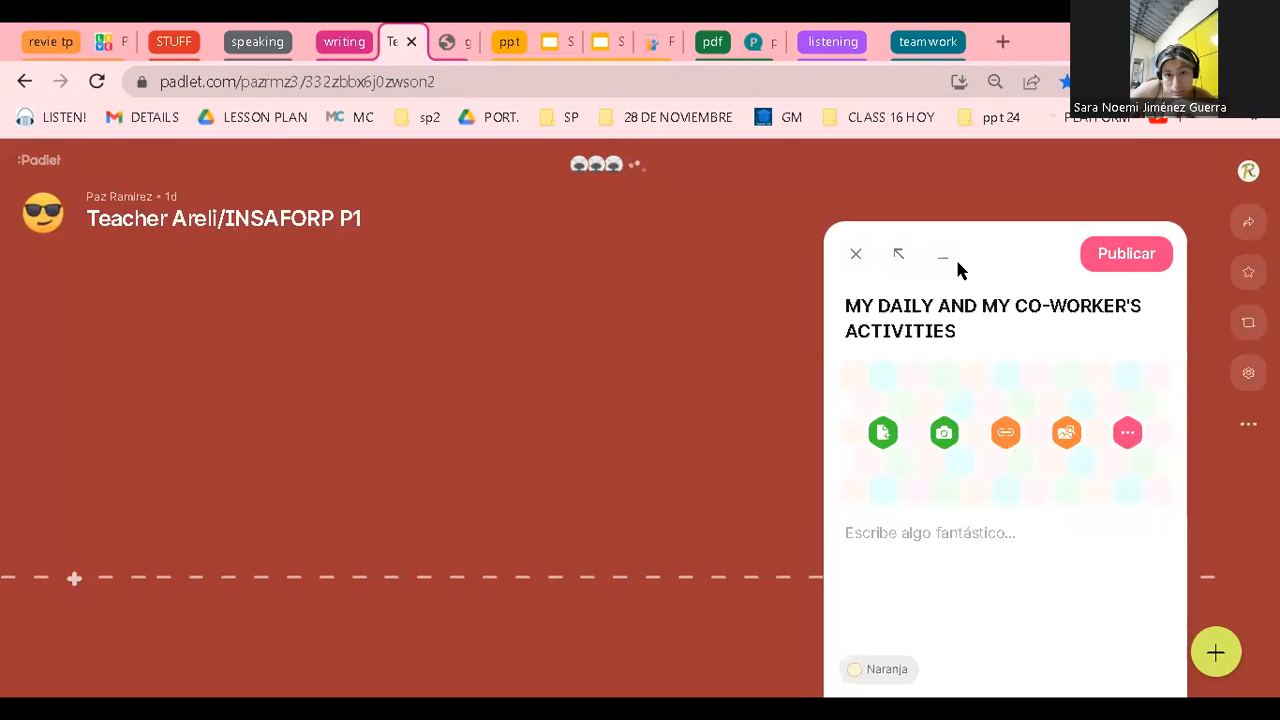 revie tp
STUFF
speaking
writing
Te
g
ppt
S
S
F
pdf
p
listening
teamwork
padlet.com/pazrmz3/332zbbx6j0zwson2
Sara Noemi Jiménez Guerra
LISTEN!
DETAILS
LESSON PLAN
MC
MC
sp2
PORT.
SP
28 DE NOVIEMBRE
GM
CLASS 16 HOY
ppt 24
:Padlet
R
Paz Ramirez • 1d
Teacher Areli/INSAFORP P1
Publicar
MY DAILY AND MY CO-WORKER'S
ACTIVITIES
Escribe algo fantástico...
Naranja